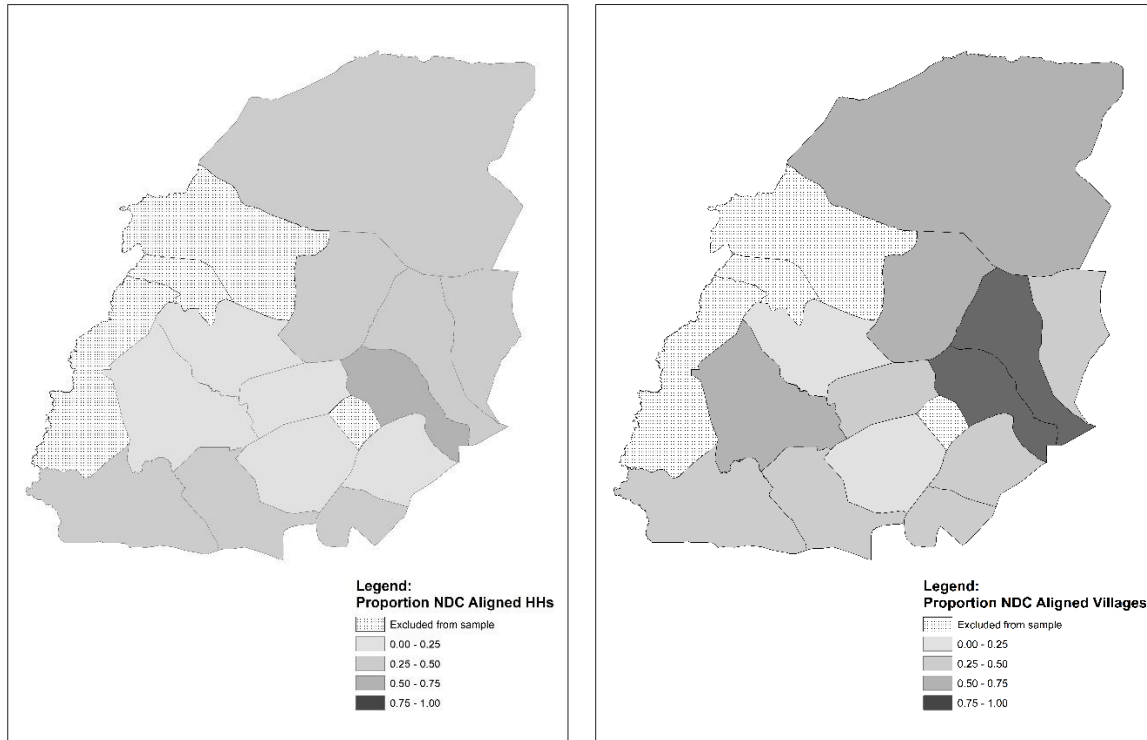 Legend:
Proportion NDC Aligned HHs
Excluded from sample
0.00 - 0.25
0.25 - 0.50
0.50 - 0.75
0.75 - 1.00
Legend:
Proportion NDC Aligned Villages
Excluded from sample
0.00 - 0.25
0.25 - 0.50
0.50 - 0.75
0.75 - 1.00